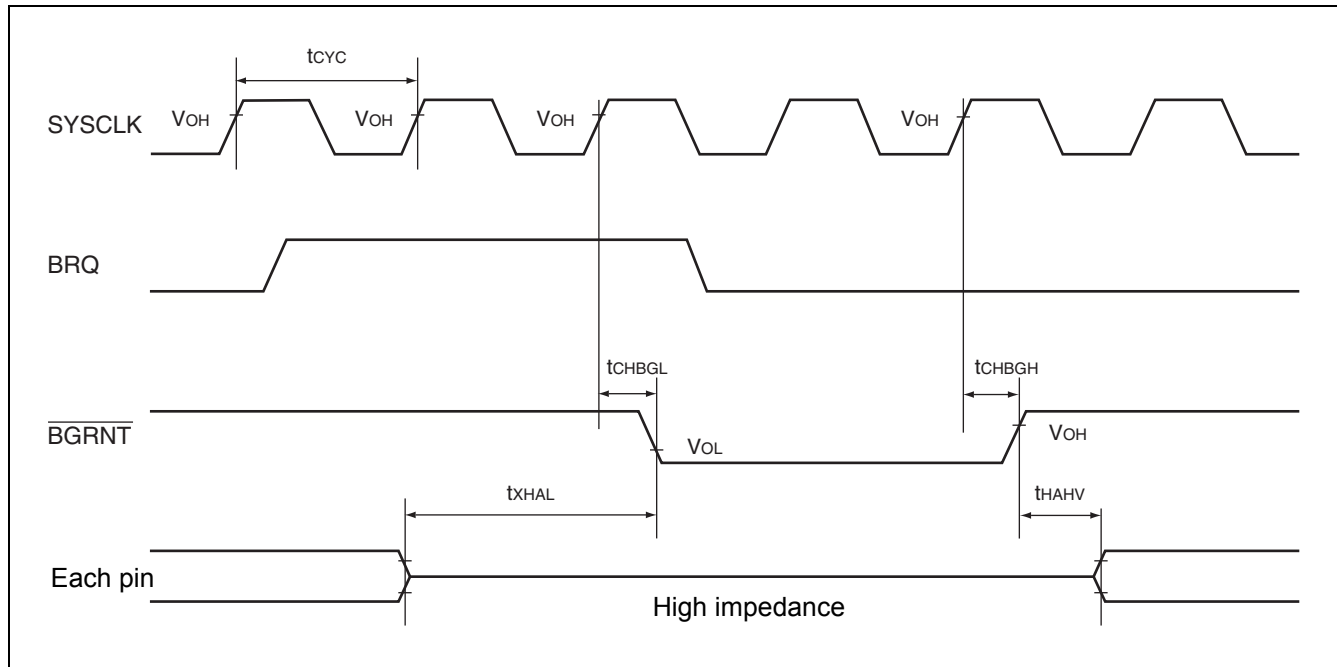 tCYC
SYSCLK
VOH
VOH
VOH
VOH
BRQ
tCHBGL
tCHBGH
BGRNT
VOL
VOH
tXHAL
tHAHV
Each pin
High impedance